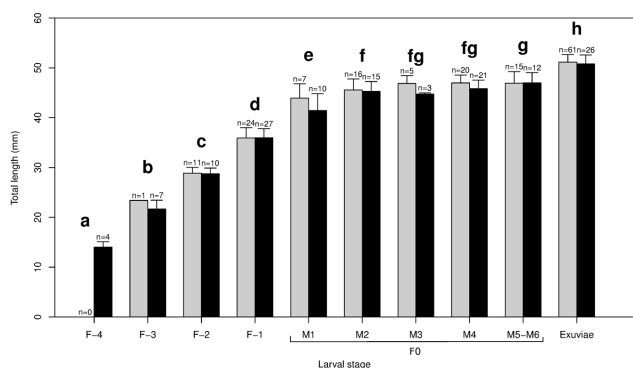 60
50
40
30
20
10
0
Total length (mm)
a
b
c
d
e
f
fg
fg
g
h
n=0
n=4
n=1
n=7
n=11
n=10
n=24
n=27
n=7
n=10
n=16
n=15
n=5
n=3
n=20
n=21
n=15
n=12
n=61
n=26
F−4
F−3
F−2
F−1
M1
M2
M3
M4
M5−M6
Exuviae
F0
Larval stage